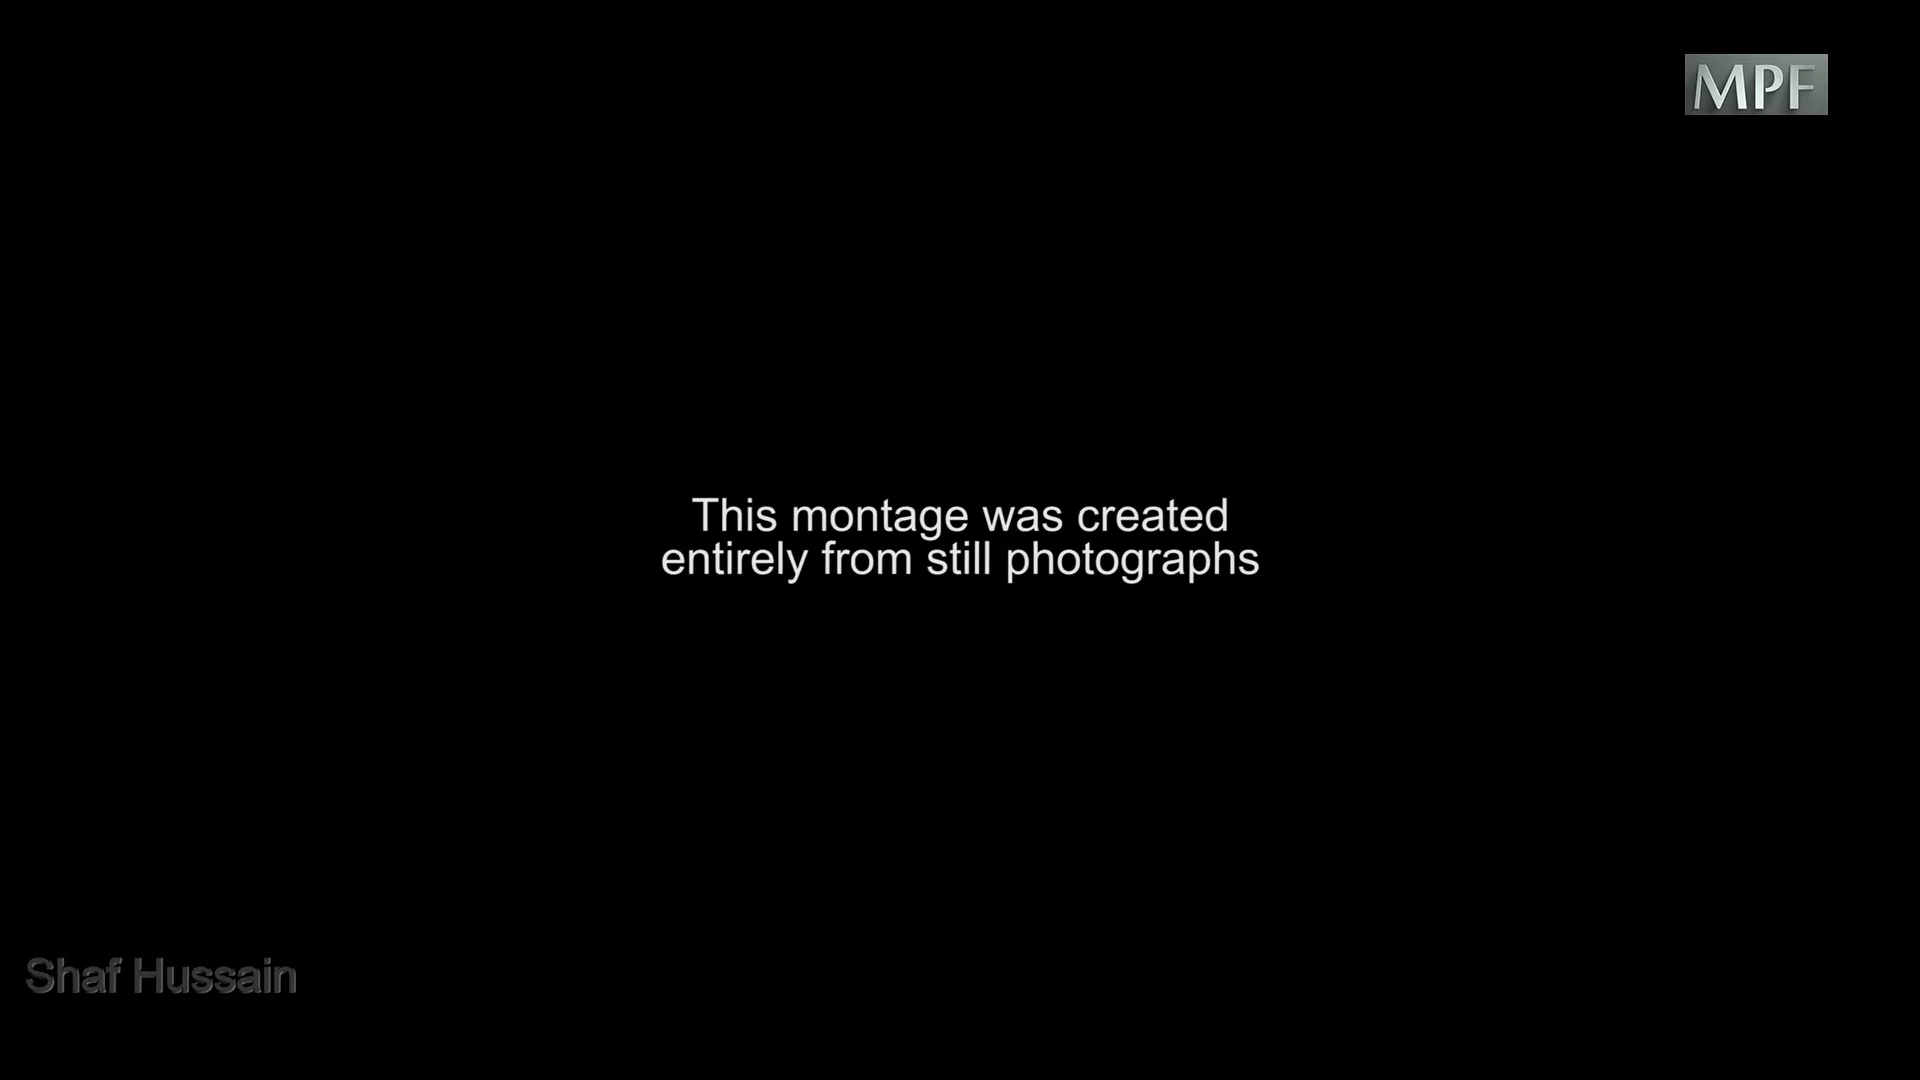 MPF
This montage was created
entirely from still photographs
Shaf Hussain